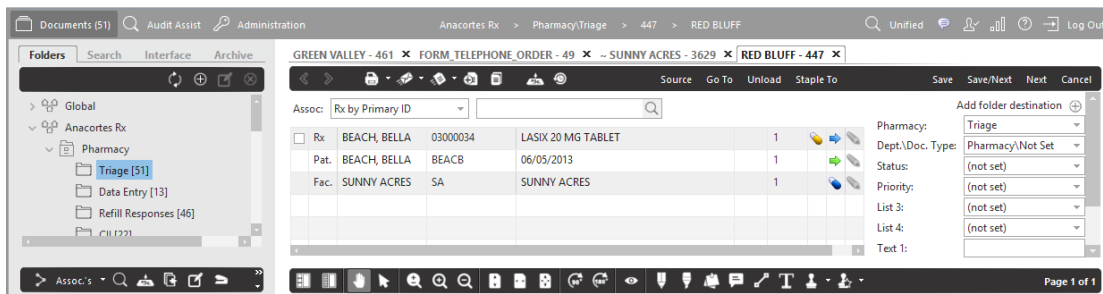 Documents (51) Audit Assist Administration Anacortes Rx > Pharmacy\Triage > 447 > RED BLUFF Unified Log Out
Folders Search Interface Archive
GREEN VALLEY - 461 FORM_TELEPHONE_ORDER - 49 ~ SUNNY ACRES - 3629 RED BLUFF - 447
Source Go To Unload Staple To Save Save/Next Next Cancel
> Global
Anacortes Rx
Pharmacy
Triage [51]
Data Entry [13]
Refill Responses [46]
CII [22]
Assoc: Rx by Primary ID
Rx BEACH, BELLA 03000034 LASIX 20 MG TABLET 1
Pat. BEACH, BELLA BEACB 06/05/2013 1
Fac. SUNNY ACRES SA SUNNY ACRES 1
Add folder destination
Pharmacy: Triage
Dept.\Doc. Type: Pharmacy\Not Set
Status: (not set)
Priority: (not set)
List 3: (not set)
List 4: (not set)
Text 1:
Assoc.'s
90° 180° T Page 1 of 1